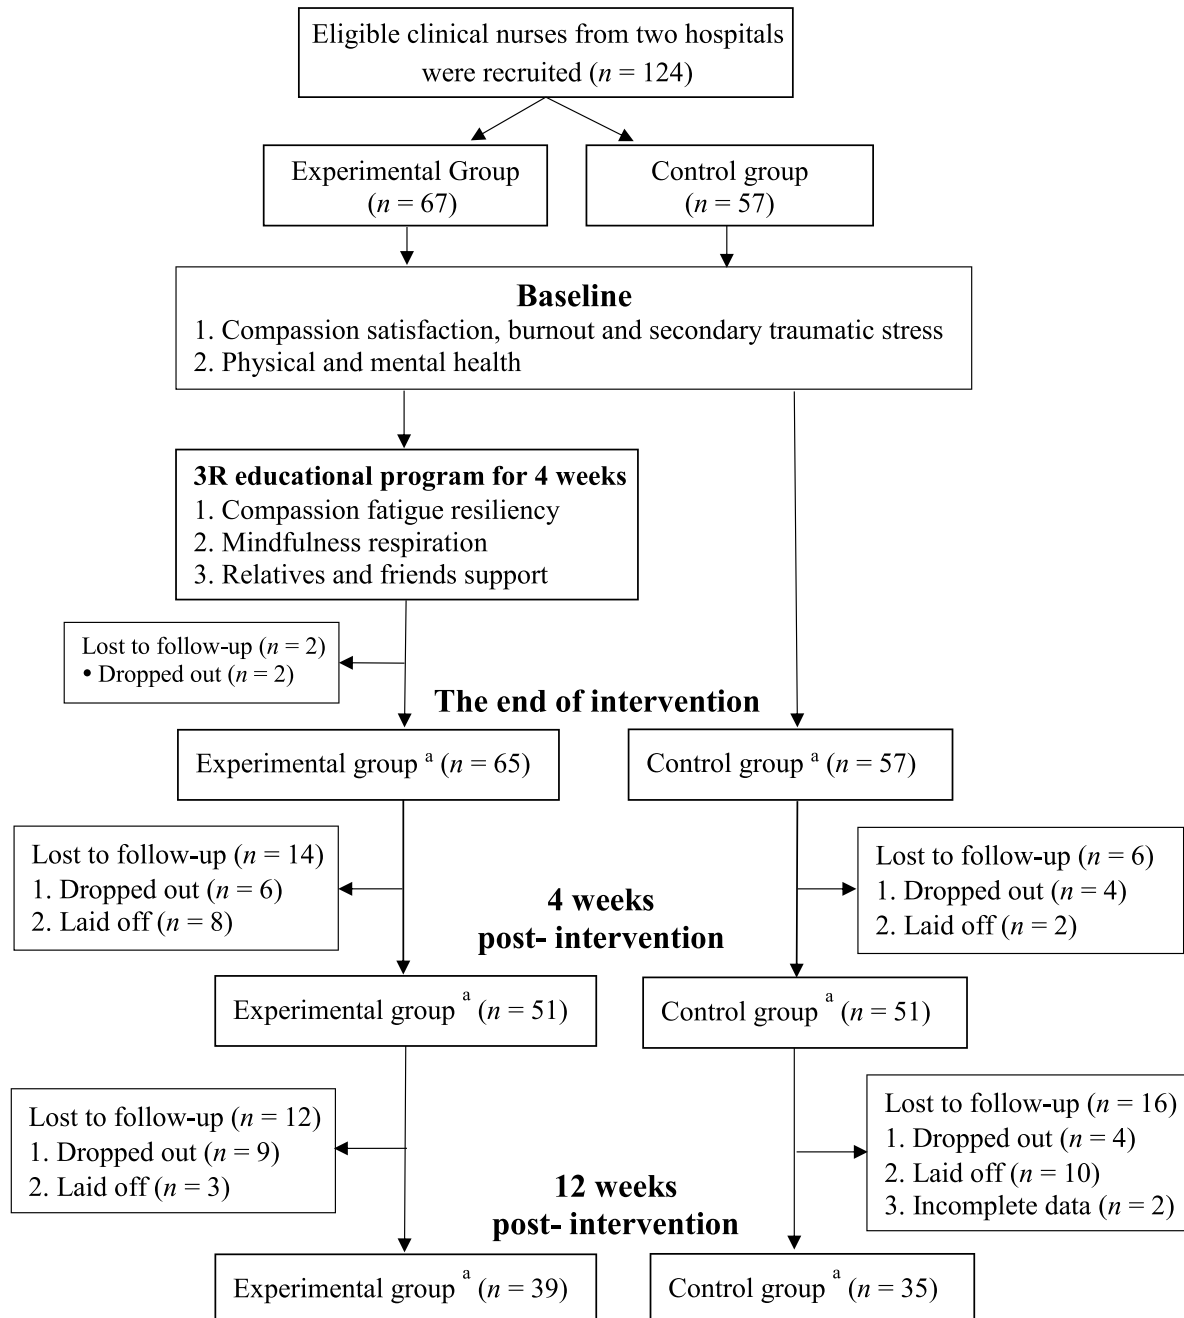 Eligible clinical nurses from two hospitals
were recruited (n = 124)
Experimental Group
(n = 67)
Control group
(n = 57)
Baseline
1. Compassion satisfaction, burnout and secondary traumatic stress
2. Physical and mental health
3R educational program for 4 weeks
1. Compassion fatigue resiliency
2. Mindfulness respiration
3. Relatives and friends support
Lost to follow-up (n = 2)
• Dropped out (n = 2)
The end of intervention
Experimental group a (n = 65)
Control group a (n = 57)
Lost to follow-up (n = 14)
1. Dropped out (n = 6)
2. Laid off (n = 8)
4 weeks
post- intervention
Lost to follow-up (n = 6)
1. Dropped out (n = 4)
2. Laid off (n = 2)
Experimental group a (n = 51)
Control group a (n = 51)
Lost to follow-up (n = 12)
1. Dropped out (n = 9)
2. Laid off (n = 3)
12 weeks
post- intervention
Lost to follow-up (n = 16)
1. Dropped out (n = 4)
2. Laid off (n = 10)
3. Incomplete data (n = 2)
Experimental group a (n = 39)
Control group a (n = 35)